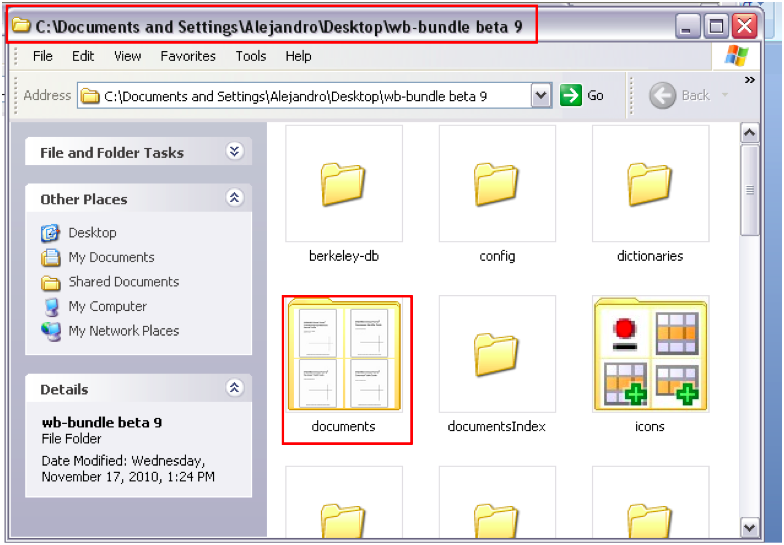 C:\Documents and Settings\Alejandro\Desktop\wb-bundle beta 9
File Edit View Favorites Tools Help
Address C:\Documents and Settings\Alejandro\Desktop\wb-bundle beta 9 Go Back
File and Folder Tasks
Other Places
Desktop
My Documents
Shared Documents
My Computer
My Network Places
Details
wb-bundle beta 9
File Folder
Date Modified: Wednesday,
November 17, 2010, 1:24 PM
berkeley-db config dictionaries
documents documentsIndex icons